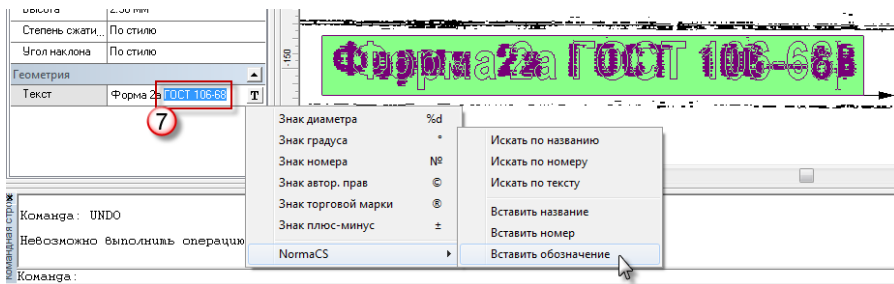 Высота 2.50 мм
Степень сжати... По стилю
Угол наклона По стилю
Геометрия
Текст Форма 2а ГОСТ 106-68 T
7
-150
Форма 2а ГОСТ 106-68
Знак диаметра %d
Знак градуса °
Знак номера №
Знак автор. прав ©
Знак торговой марки ®
Знак плюс-минус ±
NormaCS
Искать по названию
Искать по номеру
Искать по тексту
Вставить название
Вставить номер
Вставить обозначение
Команда: UNDO
Невозможно выполнить операцию
Команда: